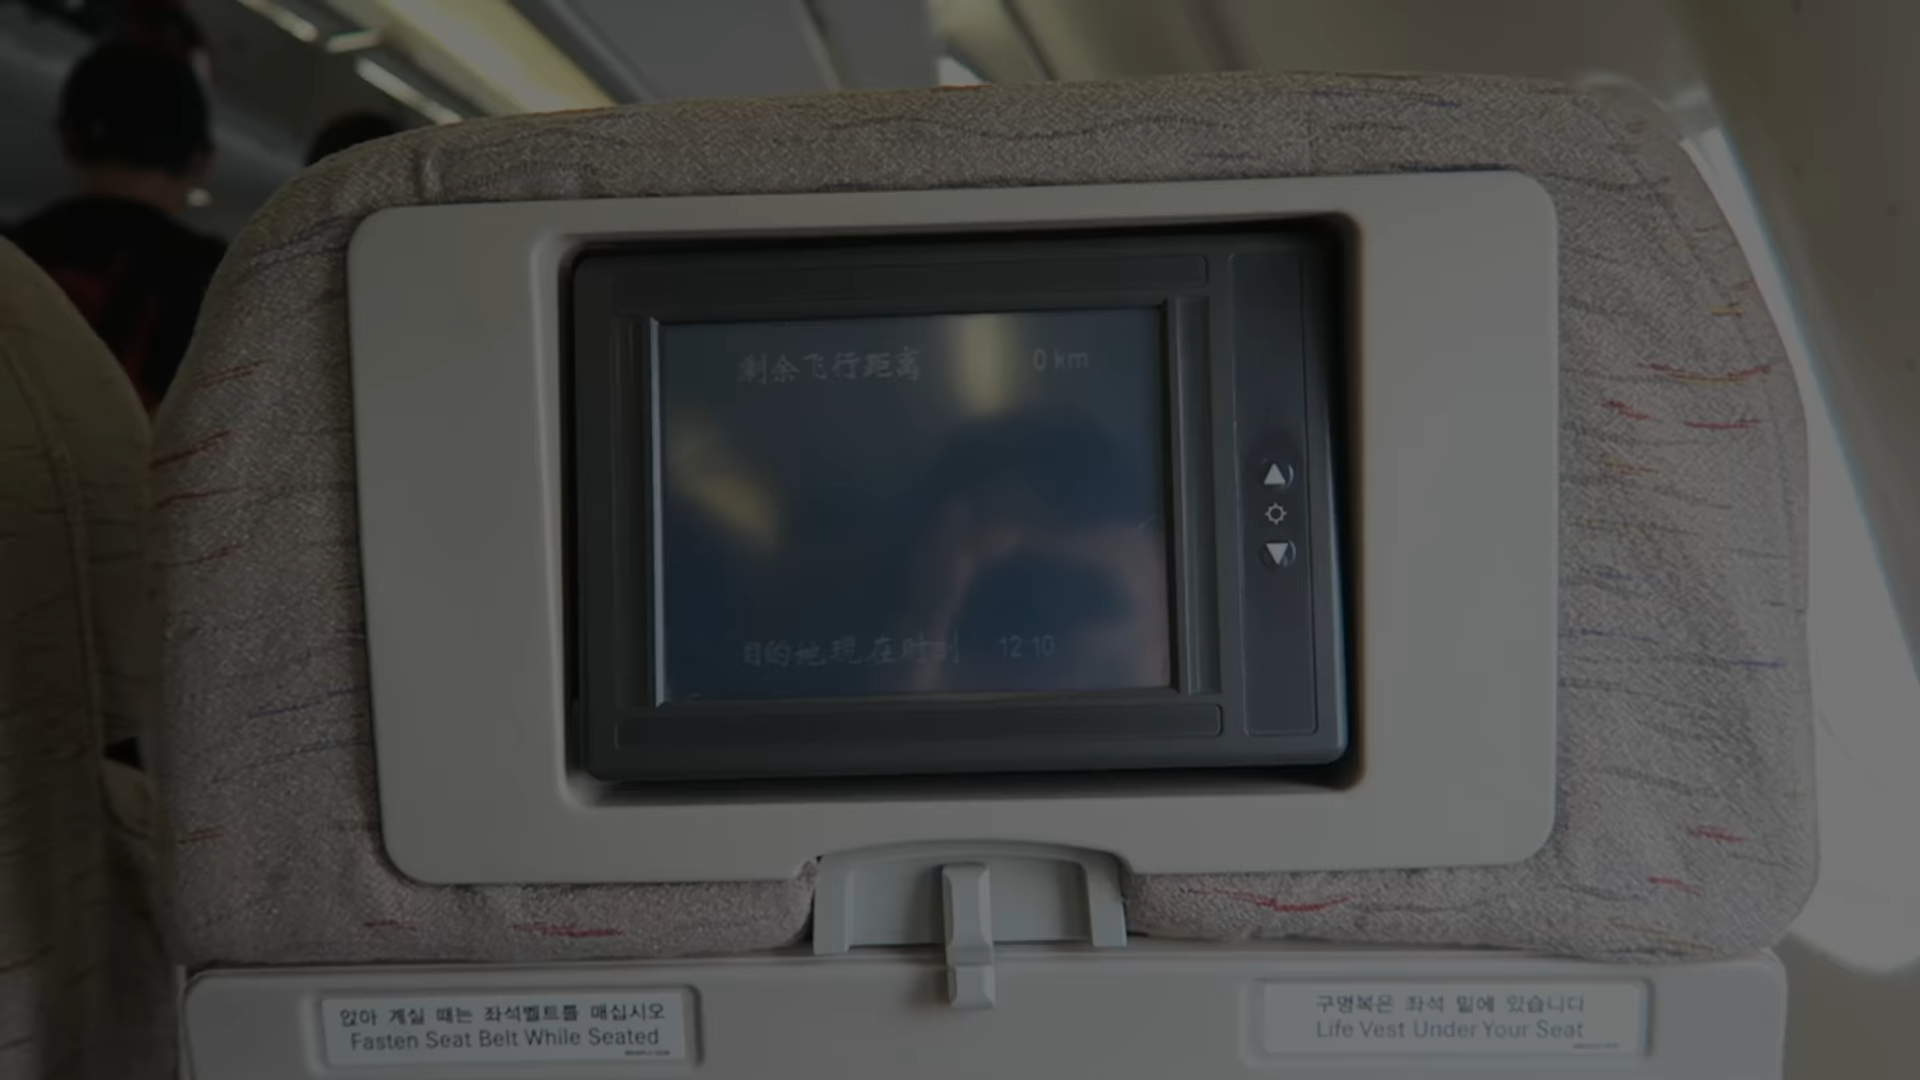 剩余飞行距离 0 km
目的地现在时刻 12:10
앉아 계실 때는 좌석벨트를 매십시오
Fasten Seat Belt While Seated
구명복은 좌석 밑에 있습니다
Life Vest Under Your Seat